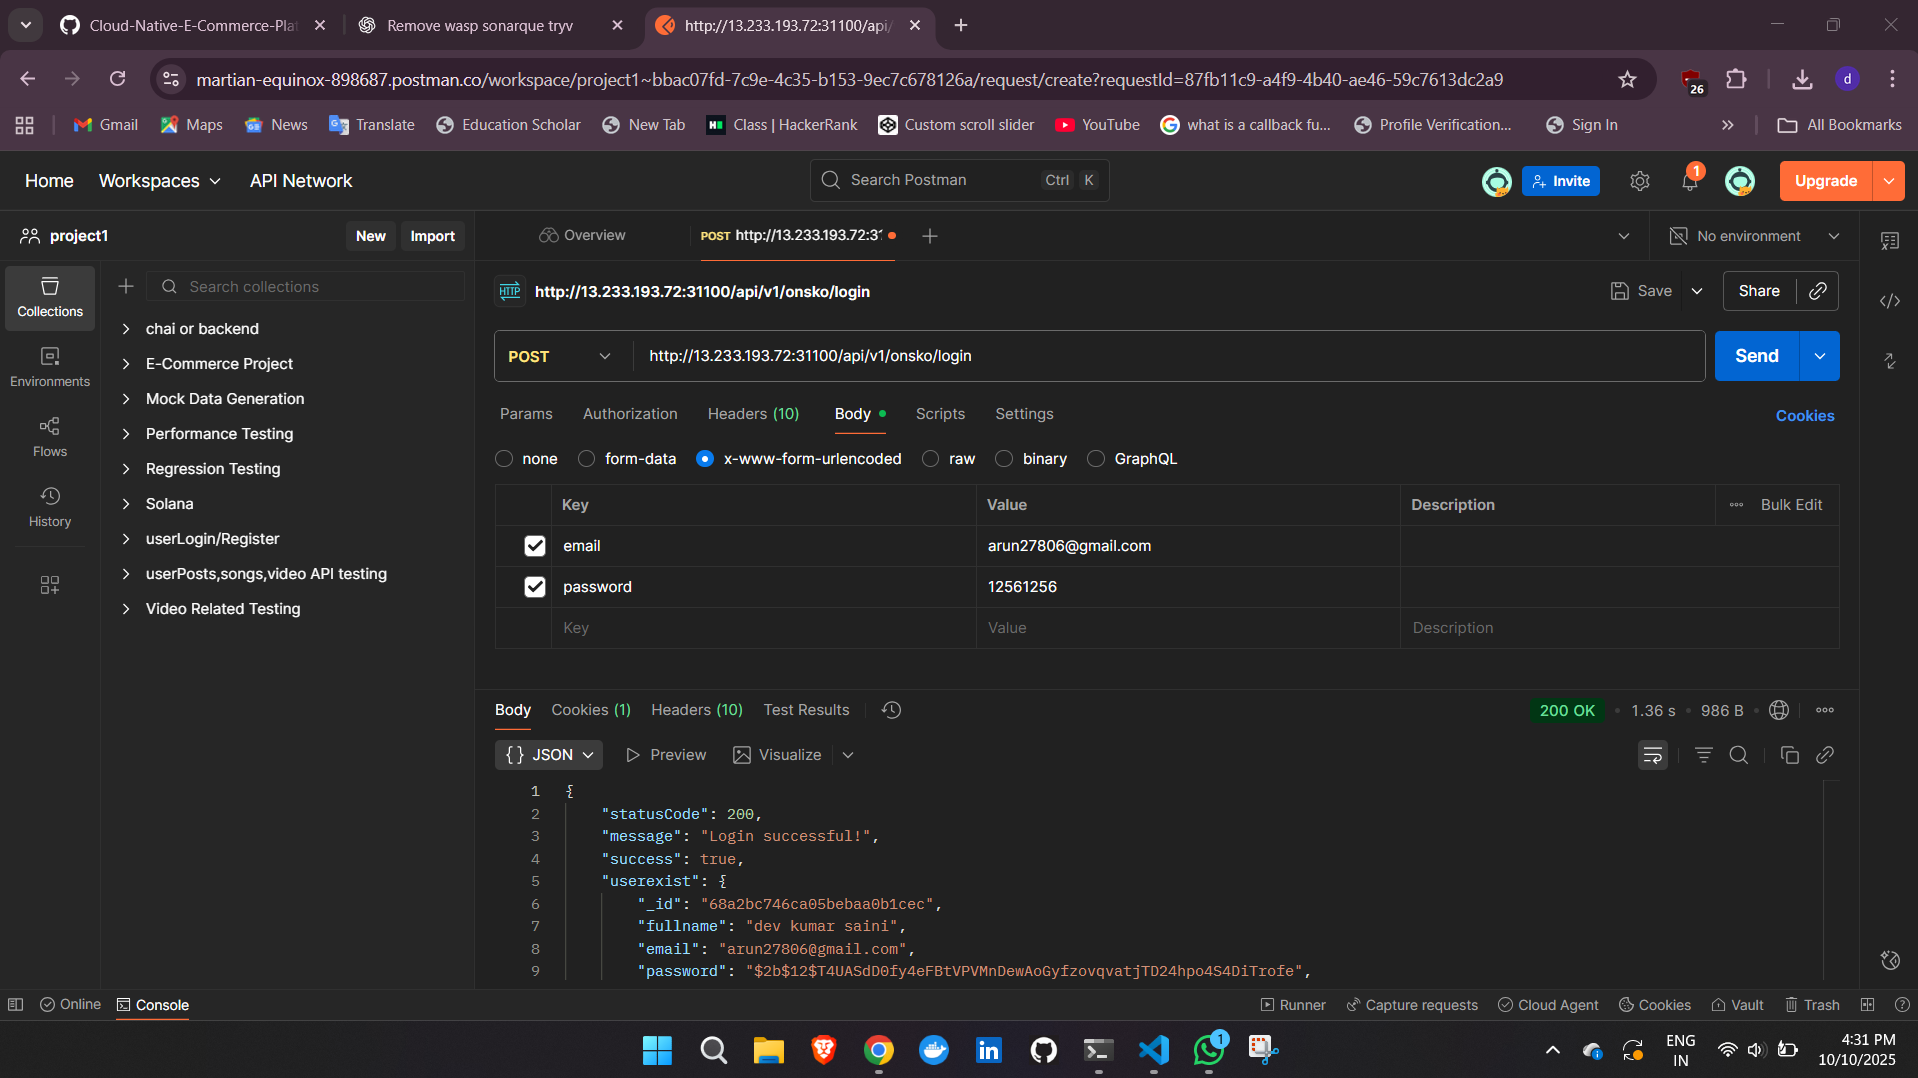 Cloud-Native-E-Commerce-Plat
Remove wasp sonarque tryv
http://13.233.193.72:31100/api/
martian-equinox-898687.postman.co/workspace/project1~bbac07fd-7c9e-4c35-b153-9ec7c678126a/request/create?requestId=87fb11c9-a4f9-4b40-ae46-59c7613dc2a9
26
d
Gmail
Maps
News
Translate
Education Scholar
New Tab
Class | HackerRank
Custom scroll slider
YouTube
what is a callback fu...
Profile Verification...
Sign In
All Bookmarks
Home
Workspaces
API Network
Search Postman
Ctrl
K
Invite
1
Upgrade
project1
New
Import
Overview
POST http://13.233.193.72:31
No environment
Collections
Environments
Flows
History
Search collections
chai or backend
E-Commerce Project
Mock Data Generation
Performance Testing
Regression Testing
Solana
userLogin/Register
userPosts,songs,video API testing
Video Related Testing
HTTP
http://13.233.193.72:31100/api/v1/onsko/login
Save
Share
POST
http://13.233.193.72:31100/api/v1/onsko/login
Send
Params
Authorization
Headers (10)
Body
Scripts
Settings
Cookies
none
form-data
x-www-form-urlencoded
raw
binary
GraphQL
Key
Value
Description
Bulk Edit
email
arun27806@gmail.com
password
12561256
Key
Value
Description
Body
Cookies (1)
Headers (10)
Test Results
200 OK
1.36 s
986 B
{} JSON
Preview
Visualize
1 {
2 "statusCode": 200,
3 "message": "Login successful!",
4 "success": true,
5 "userexist": {
6 "_id": "68a2bc746ca05bebaa0b1cec",
7 "fullname": "dev kumar saini",
8 "email": "arun27806@gmail.com",
9 "password": "$2b$12$T4UASdD0fy4eFBtVPVMnDewAoGyfzovqvatjTD24hpo4S4DiTrofe",
Online
Console
Runner
Capture requests
Cloud Agent
Cookies
Vault
Trash
1
ENG
IN
4:31 PM
10/10/2025